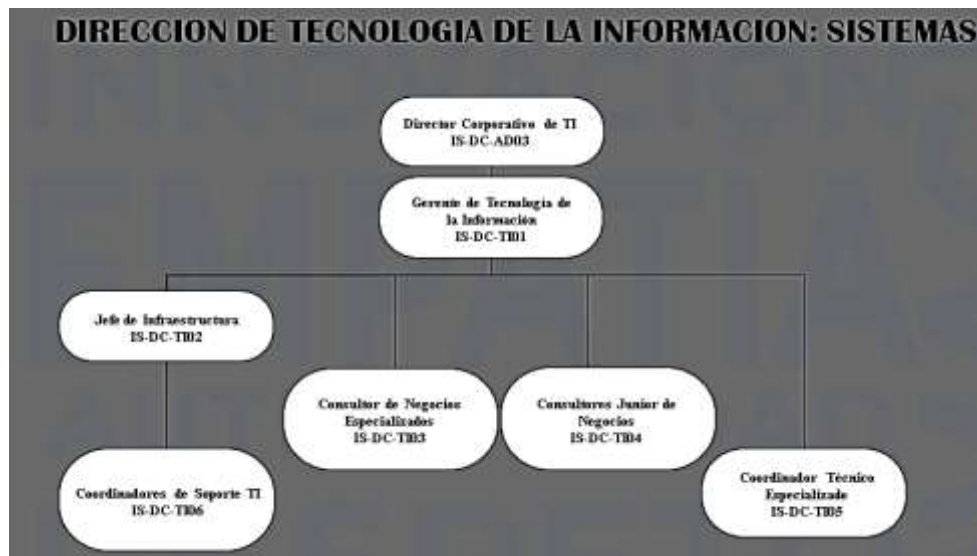 DIRECCION DE TECNOLOGIA DE LA INFORMACION: SISTEMAS
Director Corporativo de TI
IS-DC-AD03
Gerente de Tecnología de
la Información
IS-DC-TI01
Jefe de Infraestructura
IS-DC-TI02
Consultor de Negocios
Especializados
IS-DC-TI03
Consultores Junior de
Negocios
IS-DC-TI04
Coordinadores de Soporte TI
IS-DC-TI06
Coordinador Técnico
Especializado
IS-DC-TI05